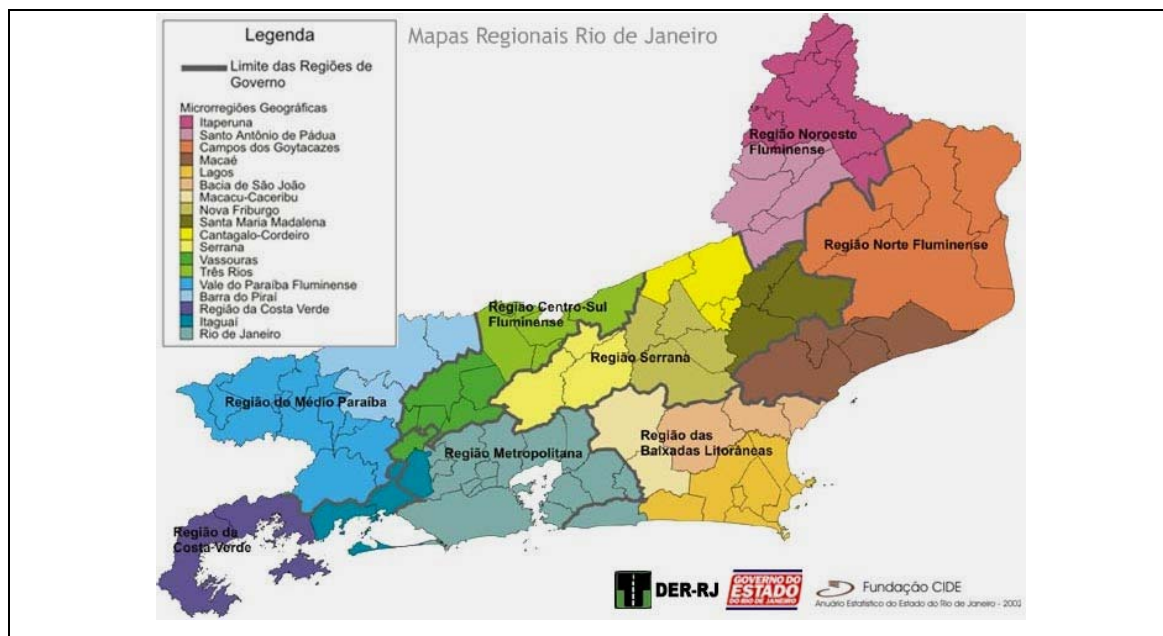 Mapas Regionais Rio de Janeiro
Legenda
Limite das Regiões de
Governo
Microrregiões Geográficas
Itaperuna
Santo Antônio de Pádua
Campos dos Goytacazes
Macaé
Lagos
Bacia de São João
Macacu-Caceribu
Nova Friburgo
Santa Maria Madalena
Cantagalo-Cordeiro
Serrana
Vassouras
Três Rios
Vale do Paraíba Fluminense
Barra do Piraí
Região da Costa Verde
Itaguaí
Rio de Janeiro
Região Noroeste
Fluminense
Região Norte Fluminense
Região Centro-Sul
Fluminense
Região Serrana
Região do Médio Paraíba
Região das
Baixadas Litorâneas
Região Metropolitana
Região da
Costa Verde
DER-RJ
GOVERNO DO
ESTADO
DO RIO DE JANEIRO
Fundação CIDE
Anuário Estatístico do Estado do Rio de Janeiro - 2002